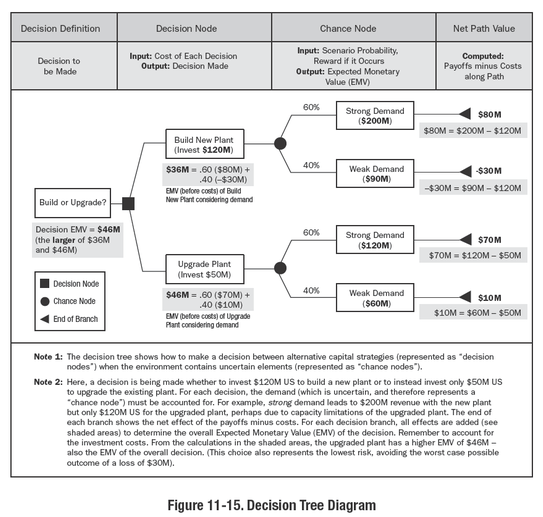 Decision Definition
Decision Node
Chance Node
Net Path Value
Decision to
be Made
Input: Cost of Each Decision
Output: Decision Made
Input: Scenario Probability,
Reward if it Occurs
Output: Expected Monetary
Value (EMV)
Computed:
Payoffs minus Costs
along Path
60%
Strong Demand
($200M)
$80M
$80M = $200M – $120M
Build New Plant
(Invest $120M)
$36M = .60 ($80M) +
.40 (–$30M)
EMV (before costs) of Build
New Plant considering demand
40%
Weak Demand
($90M)
-$30M
–$30M = $90M – $120M
Build or Upgrade?
Decision EMV = $46M
(the larger of $36M
and $46M)
60%
Strong Demand
($120M)
$70M
$70M = $120M – $50M
Upgrade Plant
(Invest $50M)
$46M = .60 ($70M) +
.40 ($10M)
EMV (before costs) of Upgrade
Plant considering demand
40%
Weak Demand
($60M)
$10M
$10M = $60M – $50M
Decision Node
Chance Node
End of Branch
Note 1: The decision tree shows how to make a decision between alternative capital strategies (represented as “decision
nodes”) when the environment contains uncertain elements (represented as “chance nodes”).
Note 2: Here, a decision is being made whether to invest $120M US to build a new plant or to instead invest only $50M US
to upgrade the existing plant. For each decision, the demand (which is uncertain, and therefore represents a
“chance node”) must be accounted for. For example, strong demand leads to $200M revenue with the new plant
but only $120M US for the upgraded plant, perhaps due to capacity limitations of the upgraded plant. The end of
each branch shows the net effect of the payoffs minus costs. For each decision branch, all effects are added (see
shaded areas) to determine the overall Expected Monetary Value (EMV) of the decision. Remember to account for
the investment costs. From the calculations in the shaded areas, the upgraded plant has a higher EMV of $46M –
also the EMV of the overall decision. (This choice also represents the lowest risk, avoiding the worst case possible
outcome of a loss of $30M).
Figure 11-15. Decision Tree Diagram